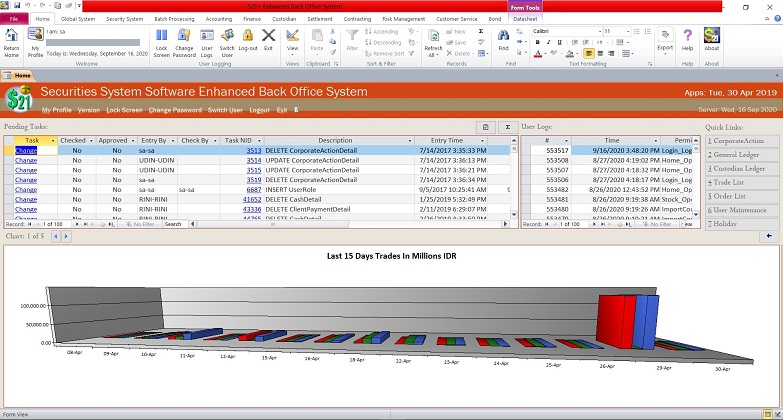 S21+ Enhanced Back Office System
Form Tools
File Home Global System Security System Batch Processing Accounting Finance Custodian Settlement Contracting Risk Management Customer Service Bond Datasheet
I am: sa
Today is: Wednesday, September 16, 2020
Return Home
My Profile
Lock Screen
Change Password
User Logs
Switch User
Log-out
Exit
View
Paste
Filter
Ascending
Descending
Refresh All
New
Save
Delete
Find
Calibri 11
Export
Help
About
Welcome Security Views Clipboard Sort & Filter Records Find Text Formatting
Home
$21
Securities System Software Enhanced Back Office System
Apps: Tue, 30 Apr 2019
My Profile Version Lock Screen Change Password Switch User Logout Exit
Server: Wed, 16 Sep 2020
Pending Tasks:
Task Checked Approved Entry By Check By Task NID Description Entry Time
Change No No sa-sa 3513 DELETE CorporateActionDetail 7/14/2017 3:35:33 PM
Change No No UDIN-UDIN 3514 UPDATE CorporateActionDetail 7/14/2017 3:36:13 PM
Change No No UDIN-UDIN 3515 UPDATE CorporateActionDetail 7/14/2017 3:36:21 PM
Change No No sa-sa 3519 DELETE CorporateActionDetail 7/14/2017 3:36:34 PM
Change No No sa-sa sa-sa 6687 INSERT UserRole 9/5/2017 10:25:41 AM 9
Change No No RINI-RINI 41652 DELETE CashDetail 1/25/2019 5:32:49 PM
Change No No RINI-RINI 43336 DELETE ClientPaymentDetail 2/11/2019 6:29:07 PM
Record: 1 of 100 No Filter Search
User Logs:
# Time Permi
553517 9/16/2020 3:48:20 PM Login_Log
553508 8/27/2020 4:19:02 PM Home_Op
553507 8/27/2020 4:18:32 PM Home_Op
553506 8/27/2020 4:18:17 PM Home_Op
553482 8/26/2020 12:43:52 PM Home_Op
553481 8/26/2020 9:19:38 AM Stock_Ope
553480 8/26/2020 9:19:26 AM ImportCou
Record: 1 of 100 No Filter
Quick Links:
1 CorporateAction
2 General Ledger
3 Custodian Ledger
4 Trade List
5 Order List
6 User Maintenance
7 Holiday
Chart: 1 of 5
Last 15 Days Trades In Millions IDR
100,000.00
50,000.00
0.00
08-Apr 09-Apr 10-Apr 11-Apr 12-Apr 15-Apr 16-Apr 18-Apr 22-Apr 23-Apr 24-Apr 25-Apr 26-Apr 29-Apr 30-Apr
Form View